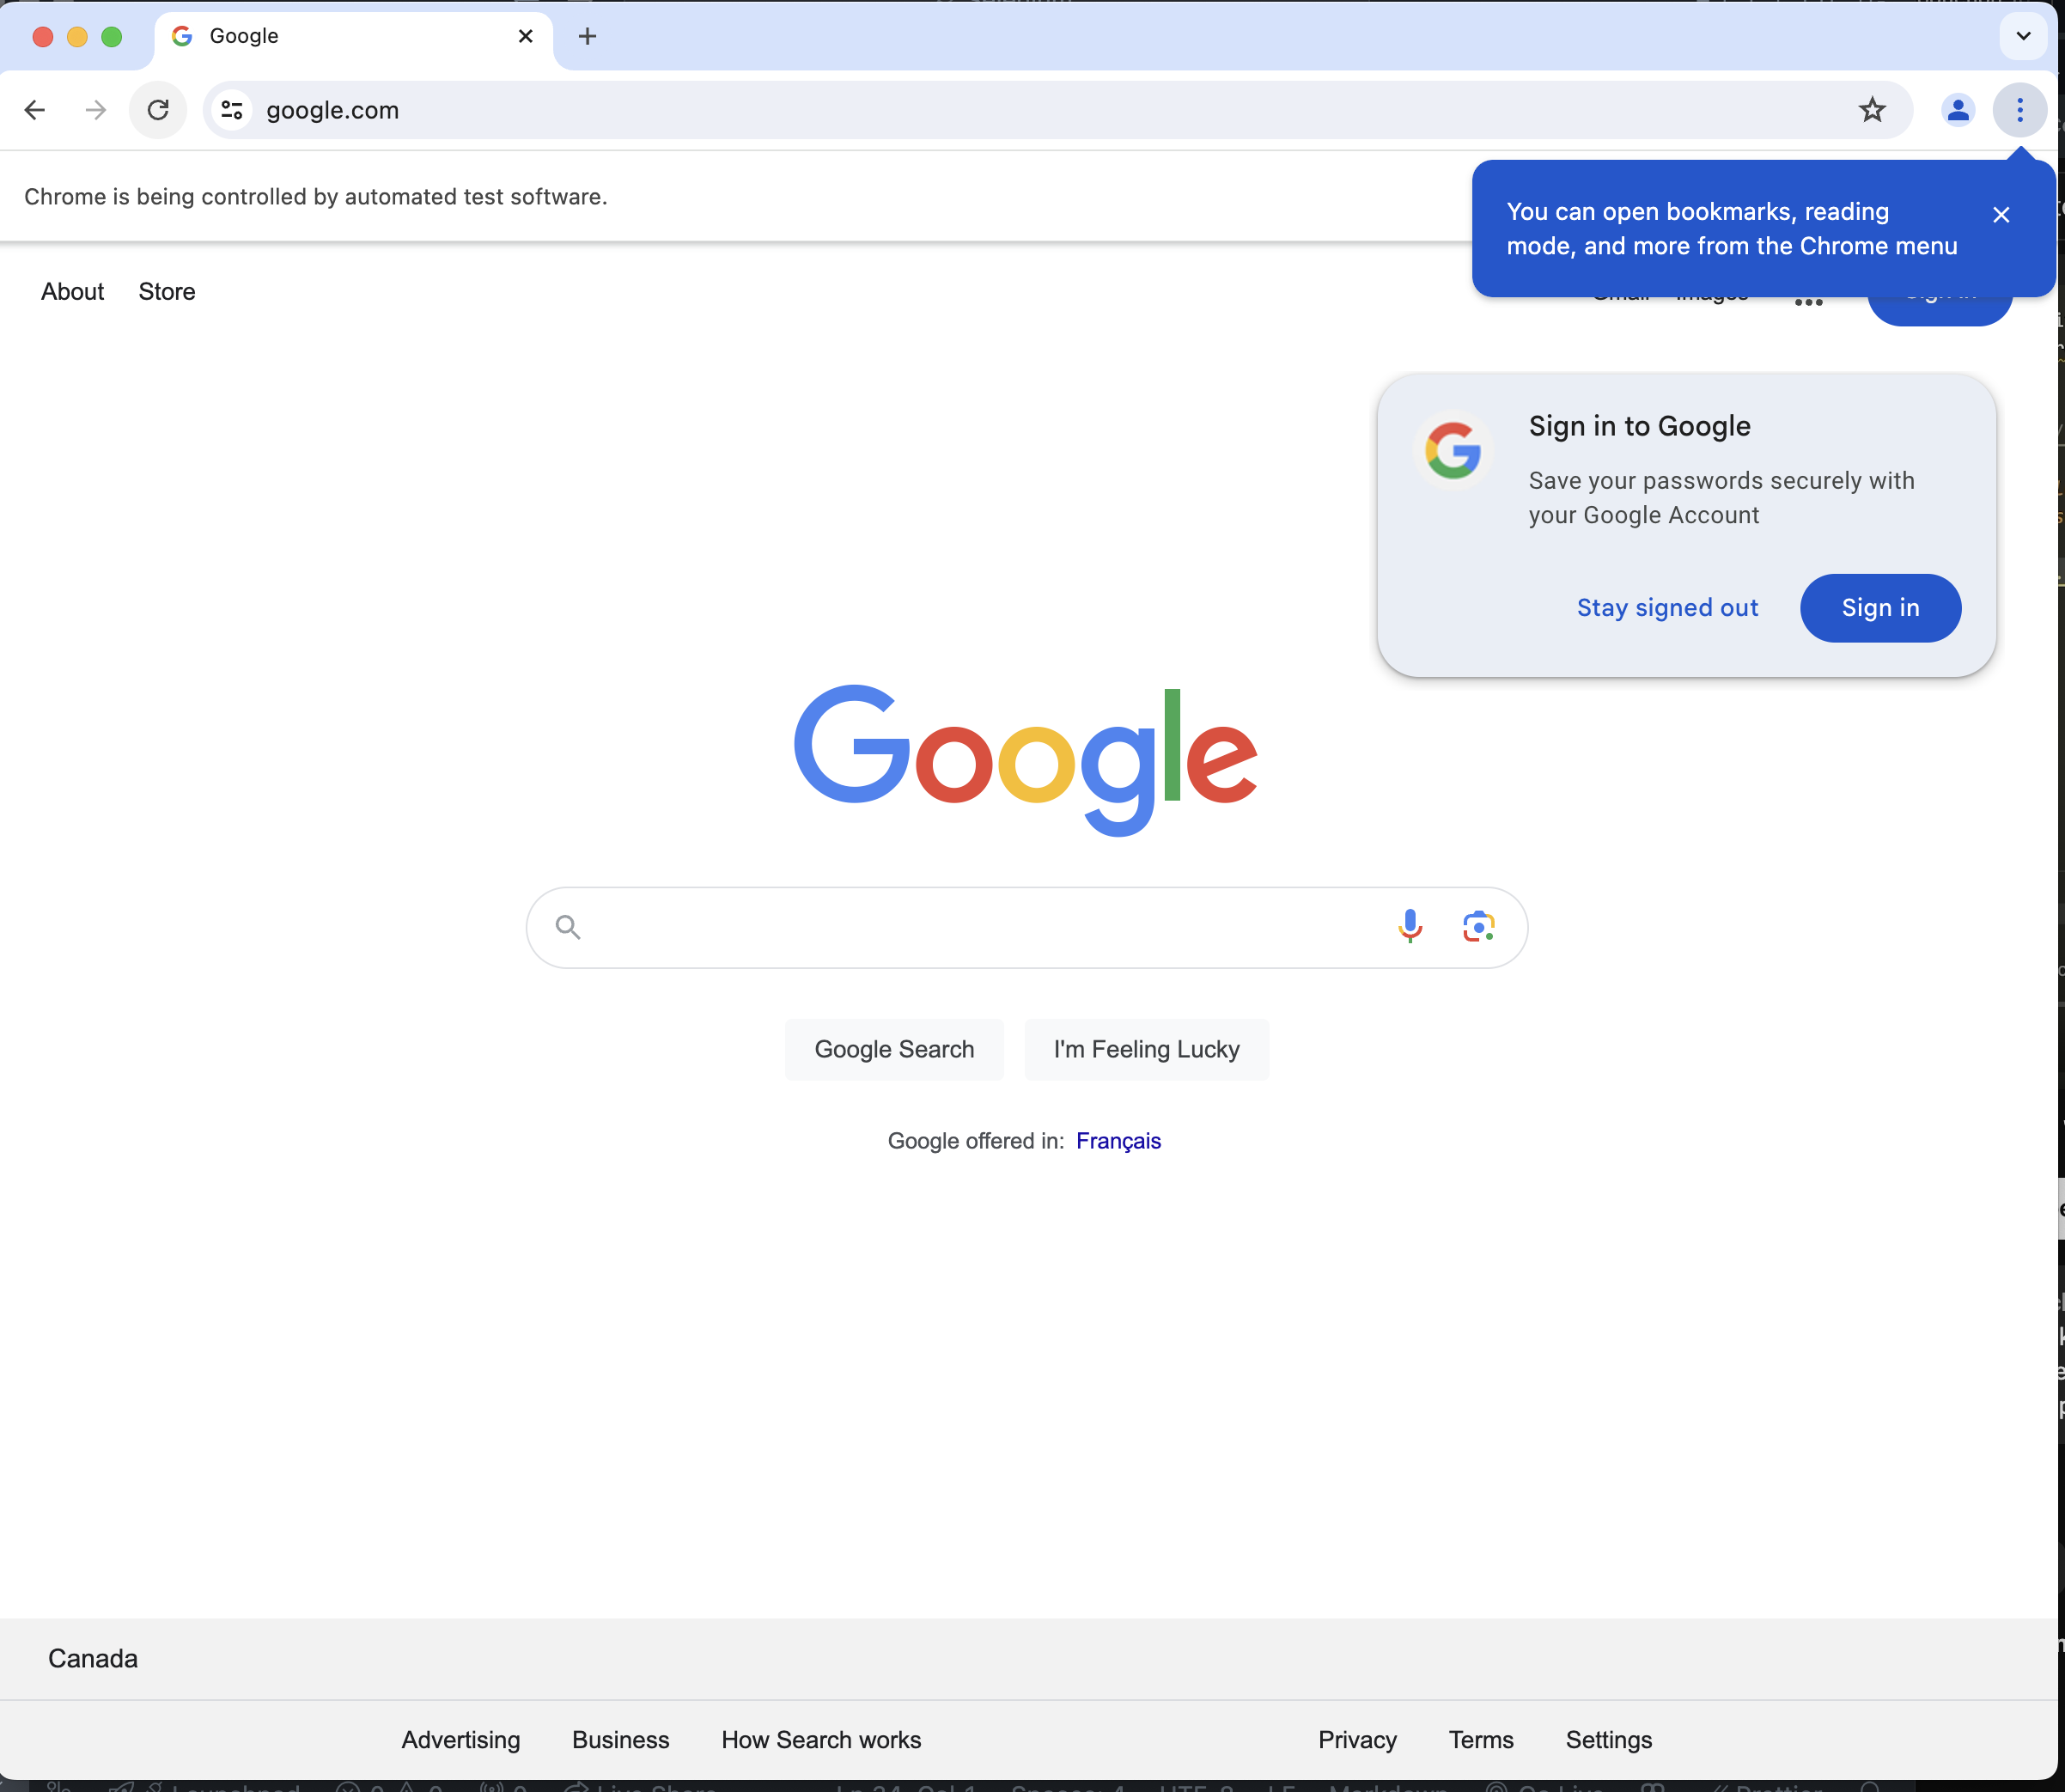 Google
google.com
Chrome is being controlled by automated test software.
You can open bookmarks, reading
mode, and more from the Chrome menu
About Store
Sign in to Google
Save your passwords securely with
your Google Account
Stay signed out Sign in
Google
Google Search I'm Feeling Lucky
Google offered in: Français
Canada
Advertising Business How Search works Privacy Terms Settings